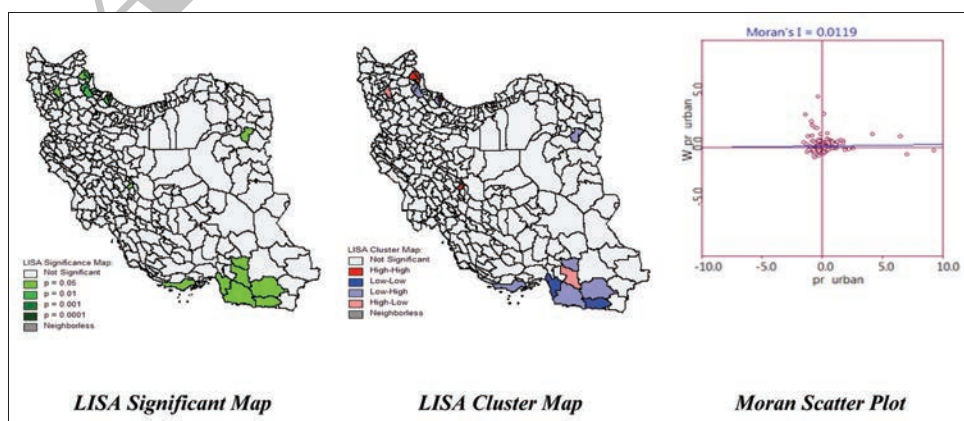 LISA Significance Map:
Not Significant
p = 0.05
p = 0.01
p = 0.001
p = 0.0001
Neighborless
LISA Cluster Map:
Not Significant
High-High
Low-Low
Low-High
High-Low
Neighborless
Moran's I = 0.0119
W_pr urban
5.0
0.0
-5.0
-10.0
-5.0
0.0
5.0
10.0
pr urban
LISA Significant Map
LISA Cluster Map
Moran Scatter Plot